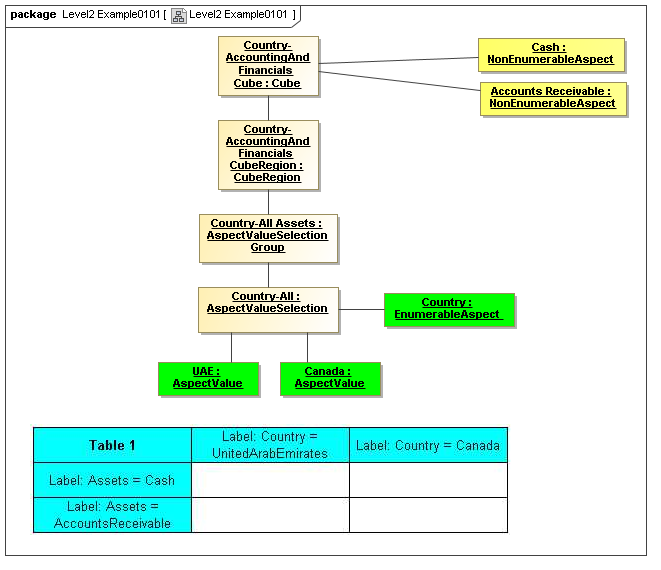 package Level2 Example0101 [ Level2 Example0101 ]
Country-
AccountingAnd
Financials
Cube : Cube
Cash :
NonEnumerableAspect
Accounts Receivable :
NonEnumerableAspect
Country-
AccountingAnd
Financials
CubeRegion :
CubeRegion
Country-All Assets :
AspectValueSelection
Group
Country-All :
AspectValueSelection
Country :
EnumerableAspect
UAE :
AspectValue
Canada :
AspectValue
Table 1
Label: Country =
UnitedArabEmirates
Label: Country = Canada
Label: Assets = Cash
Label: Assets =
AccountsReceivable